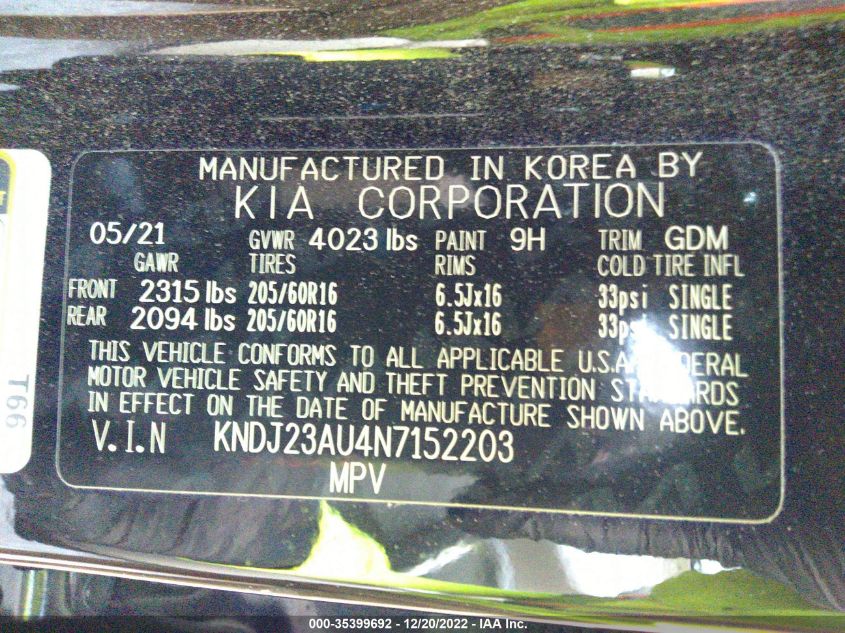 MANUFACTURED IN KOREA BY
KIA CORPORATION
05/21 GVWR 4023 lbs PAINT 9H TRIM GDM
GAWR TIRES RIMS COLD TIRE INFL
FRONT 2315 lbs 205/60R16 6.5Jx16 33psi SINGLE
REAR 2094 lbs 205/60R16 6.5Jx16 33psi SINGLE
THIS VEHICLE CONFORMS TO ALL APPLICABLE U.S.A FEDERAL
MOTOR VEHICLE SAFETY AND THEFT PREVENTION STANDARDS
IN EFFECT ON THE DATE OF MANUFACTURE SHOWN ABOVE.
V.I.N KNDJ23AU4N7152203
MPV
T66
000-35399692 - 12/20/2022 - IAA Inc.